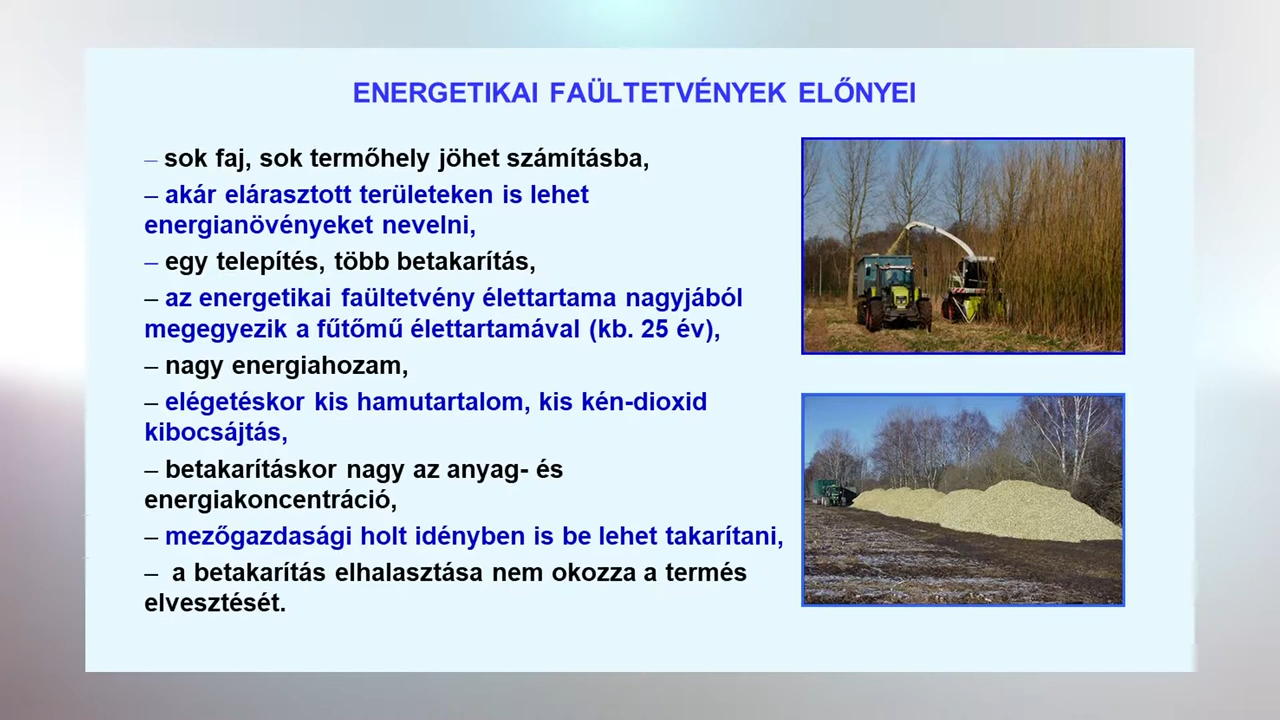 ENERGETIKAI FAÜLTETVÉNYEK ELŐNYEI
– sok faj, sok termőhely jöhet számításba,
– akár elárasztott területeken is lehet
energianövényeket nevelni,
– egy telepítés, több betakarítás,
– az energetikai faültetvény élettartama nagyjából
megegyezik a fűtőmű élettartamával (kb. 25 év),
– nagy energiahozam,
– elégetéskor kis hamutartalom, kis kén-dioxid
kibocsájtás,
– betakarításkor nagy az anyag- és
energiakoncentráció,
– mezőgazdasági holt idényben is be lehet takarítani,
– a betakarítás elhalasztása nem okozza a termés
elvesztését.